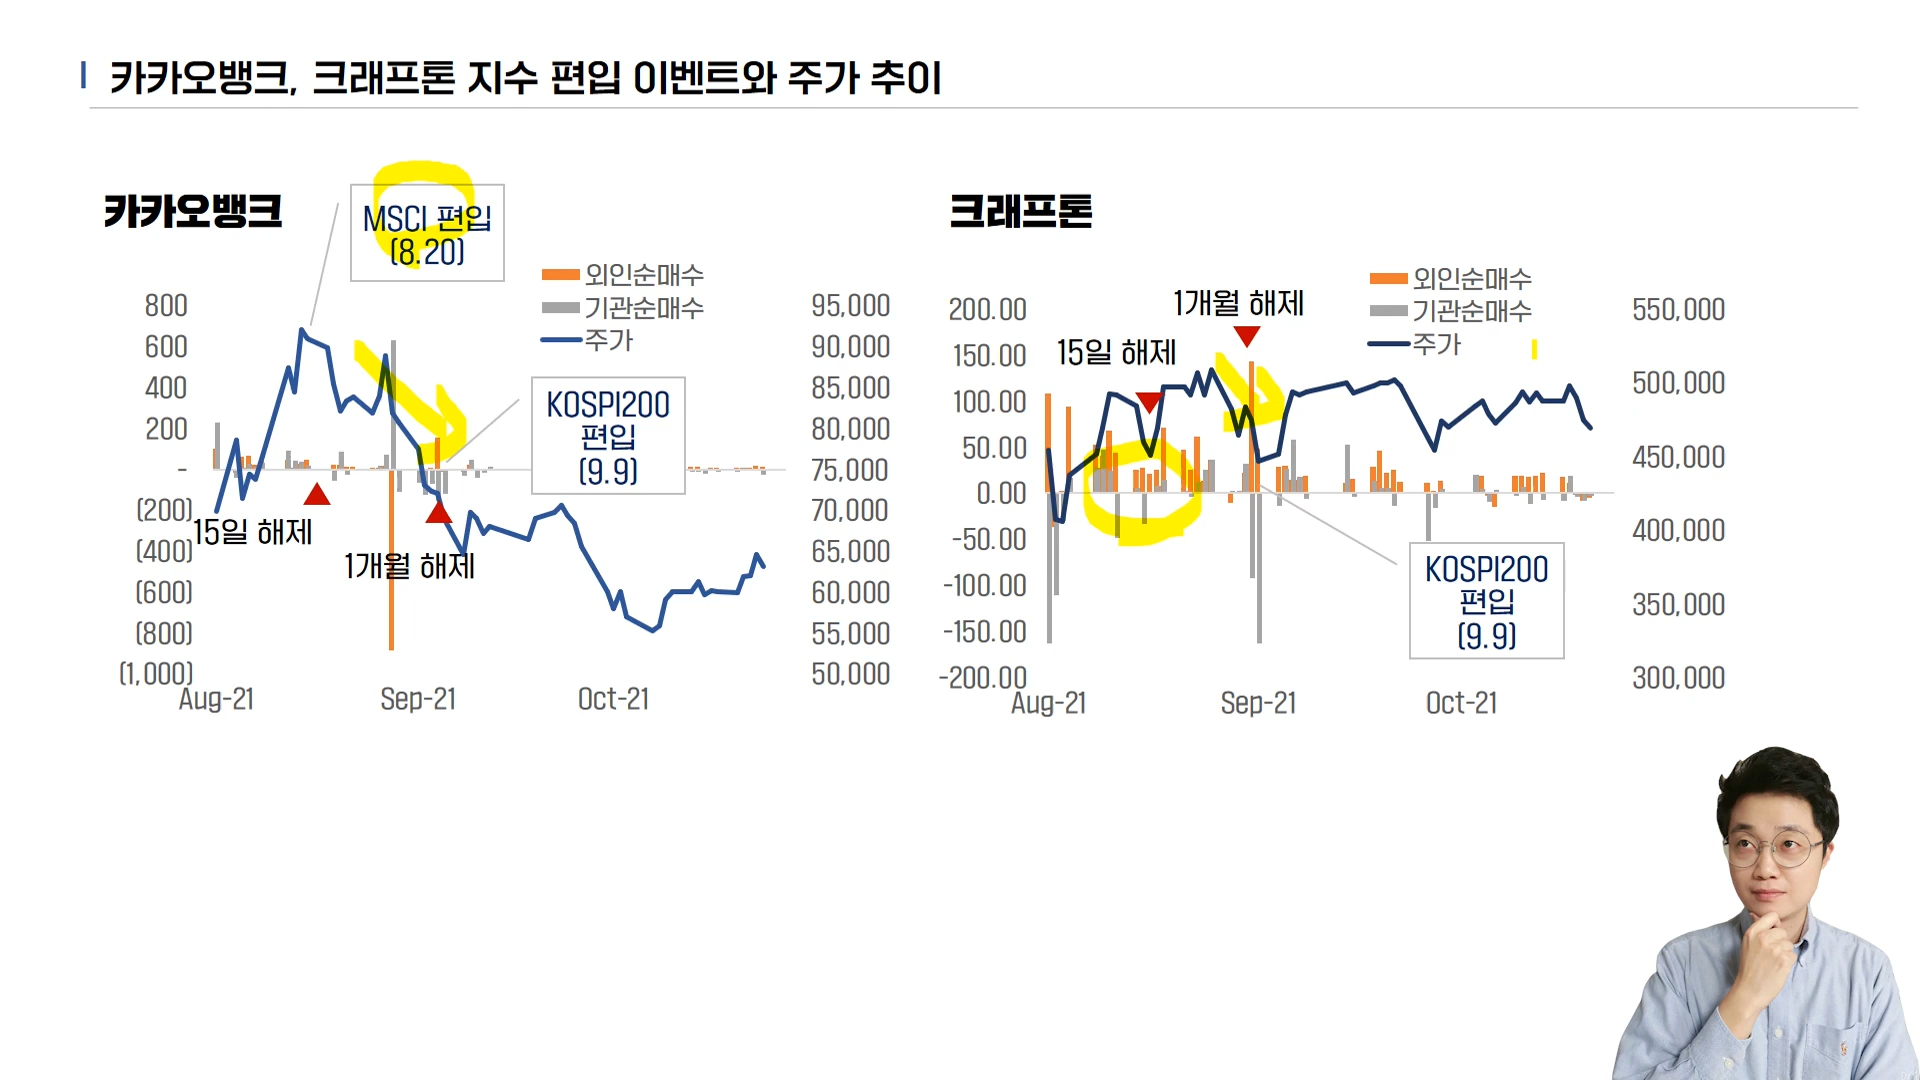 카카오뱅크, 크래프톤 지수 편입 이벤트와 주가 추이
카카오뱅크
MSCI 편입
(8.20)
외인순매수
기관순매수
주가
800
600
400
200
-
(200)
(400)
(600)
(800)
(1,000)
95,000
90,000
85,000
80,000
75,000
70,000
65,000
60,000
55,000
50,000
KOSPI200
편입
(9.9)
15일 해제
1개월 해제
Aug-21
Sep-21
Oct-21
크래프톤
외인순매수
기관순매수
주가
1개월 해제
15일 해제
200.00
150.00
100.00
50.00
0.00
-50.00
-100.00
-150.00
-200.00
550,000
500,000
450,000
400,000
350,000
300,000
KOSPI200
편입
(9.9)
Aug-21
Sep-21
Oct-21